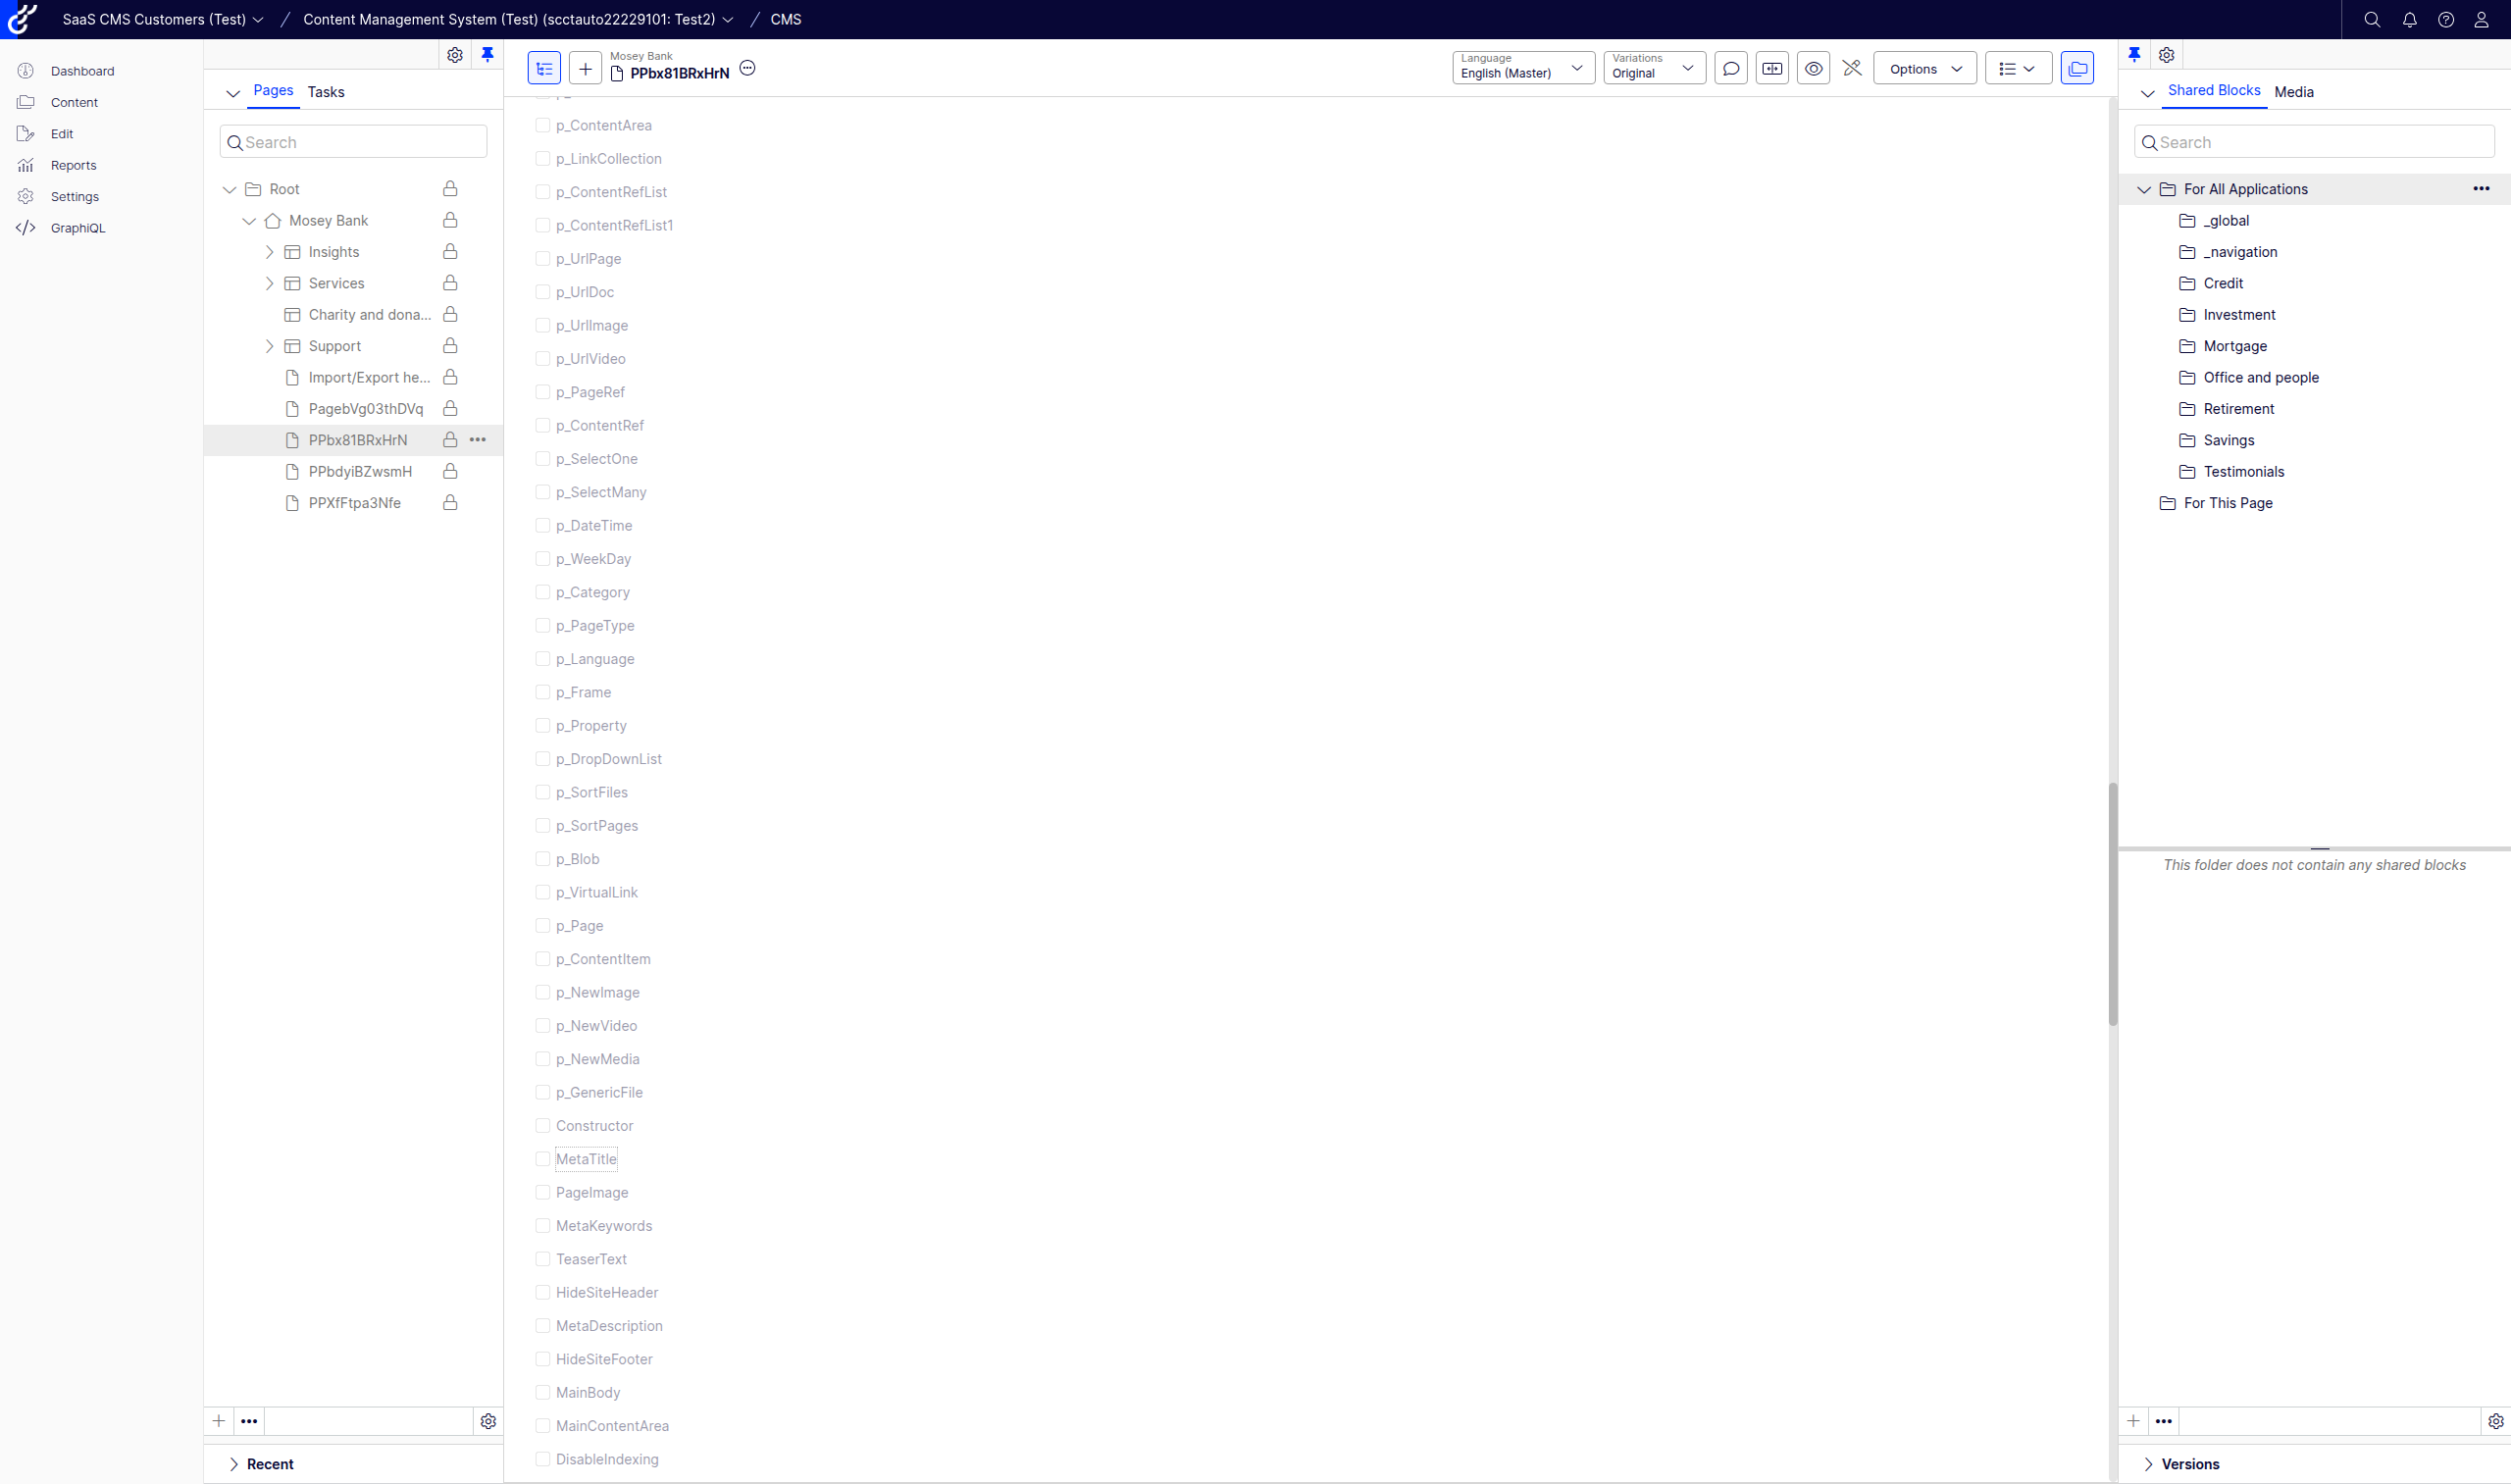 SaaS CMS Customers (Test) / Content Management System (Test) (scctauto22229101: Test2) / CMS
Dashboard
Content
Edit
Reports
Settings
GraphiQL
Pages Tasks
Search
Root
Mosey Bank
Insights
Services
Charity and dona...
Support
Import/Export he...
PagebVg03thDVq
PPbx81BRxHrN
PPbdyiBZwsmH
PPXfFtpa3Nfe
Recent
Mosey Bank
PPbx81BRxHrN
Language
English (Master)
Variations
Original
Options
p_ContentArea
p_LinkCollection
p_ContentRefList
p_ContentRefList1
p_UrlPage
p_UrlDoc
p_UrlImage
p_UrlVideo
p_PageRef
p_ContentRef
p_SelectOne
p_SelectMany
p_DateTime
p_WeekDay
p_Category
p_PageType
p_Language
p_Frame
p_Property
p_DropDownList
p_SortFiles
p_SortPages
p_Blob
p_VirtualLink
p_Page
p_ContentItem
p_NewImage
p_NewVideo
p_NewMedia
p_GenericFile
Constructor
MetaTitle
PageImage
MetaKeywords
TeaserText
HideSiteHeader
MetaDescription
HideSiteFooter
MainBody
MainContentArea
DisableIndexing
Shared Blocks Media
Search
For All Applications
_global
_navigation
Credit
Investment
Mortgage
Office and people
Retirement
Savings
Testimonials
For This Page
This folder does not contain any shared blocks
Versions